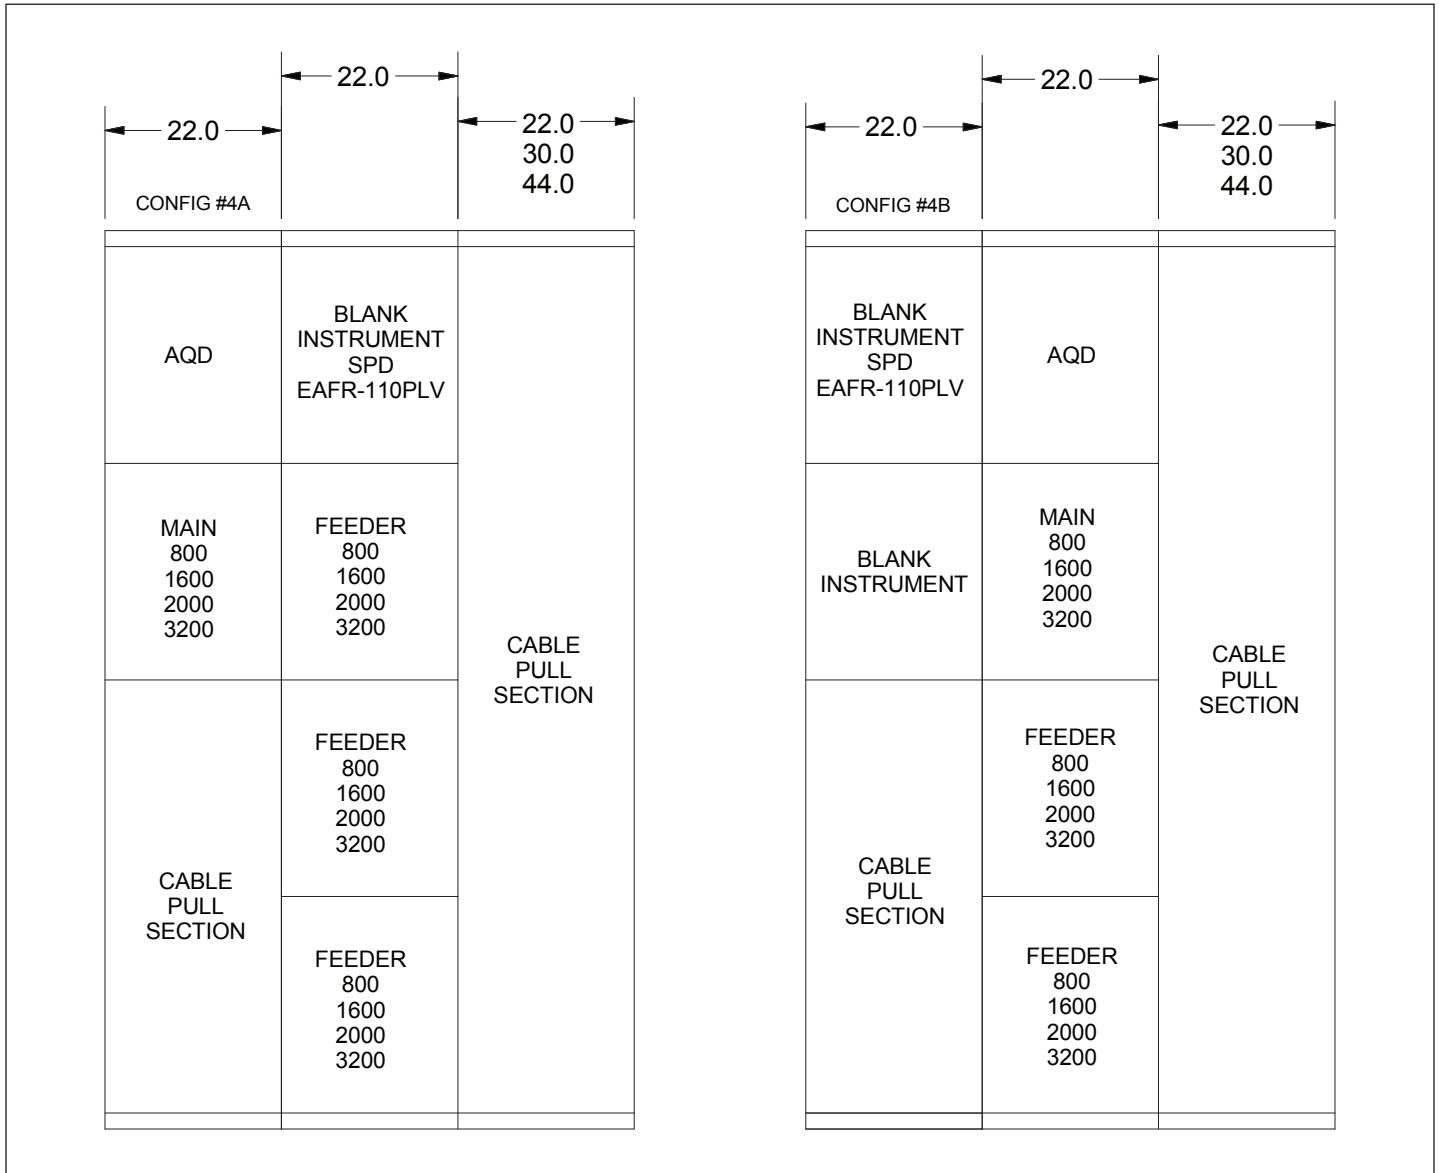 22.0
22.0
22.0
30.0
44.0
CONFIG #4A
AQD
BLANK
INSTRUMENT
SPD
EAFR-110PLV
MAIN
800
1600
2000
3200
FEEDER
800
1600
2000
3200
CABLE
PULL
SECTION
FEEDER
800
1600
2000
3200
CABLE
PULL
SECTION
FEEDER
800
1600
2000
3200
22.0
22.0
22.0
30.0
44.0
CONFIG #4B
BLANK
INSTRUMENT
SPD
EAFR-110PLV
AQD
BLANK
INSTRUMENT
MAIN
800
1600
2000
3200
CABLE
PULL
SECTION
FEEDER
800
1600
2000
3200
CABLE
PULL
SECTION
FEEDER
800
1600
2000
3200